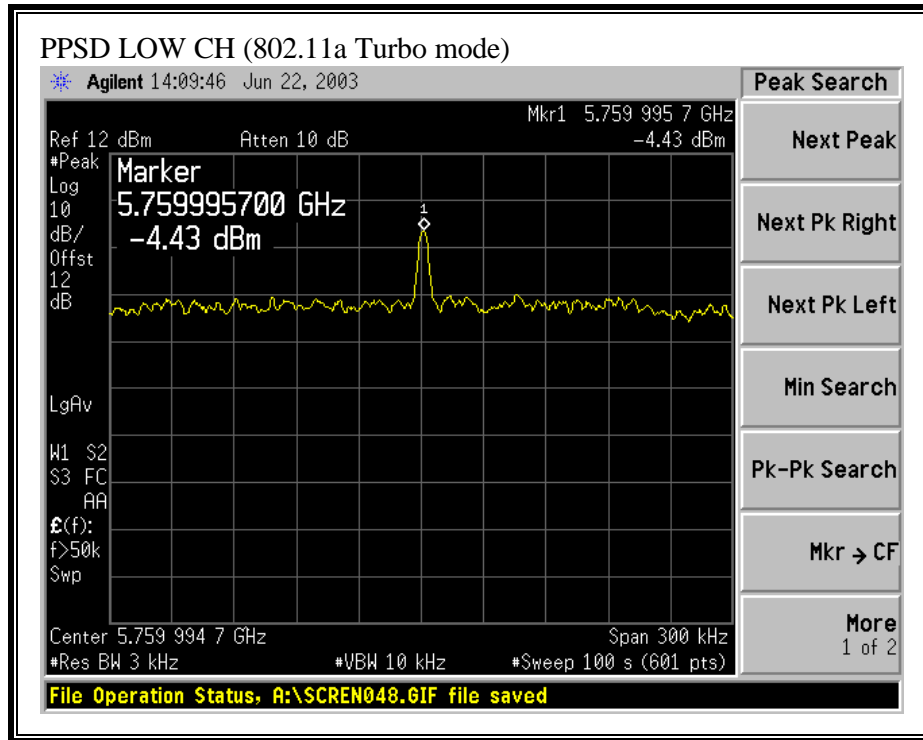 PPSD LOW CH (802.11a Turbo mode)
Agilent 14:09:46 Jun 22, 2003
Peak Search
Mkr1 5.759 995 7 GHz
Ref 12 dBm Atten 10 dB -4.43 dBm
#Peak
Log
10
dB/
Offst
12
dB
Marker
5.759995700 GHz
-4.43 dBm
1
LgAv
W1 S2
S3 FC
AA
£(f):
f>50k
Swp
Center 5.759 994 7 GHz Span 300 kHz
#Res BW 3 kHz #VBW 10 kHz #Sweep 100 s (601 pts)
File Operation Status, A:\SCREN048.GIF file saved
Next Peak
Next Pk Right
Next Pk Left
Min Search
Pk-Pk Search
Mkr → CF
More
1 of 2